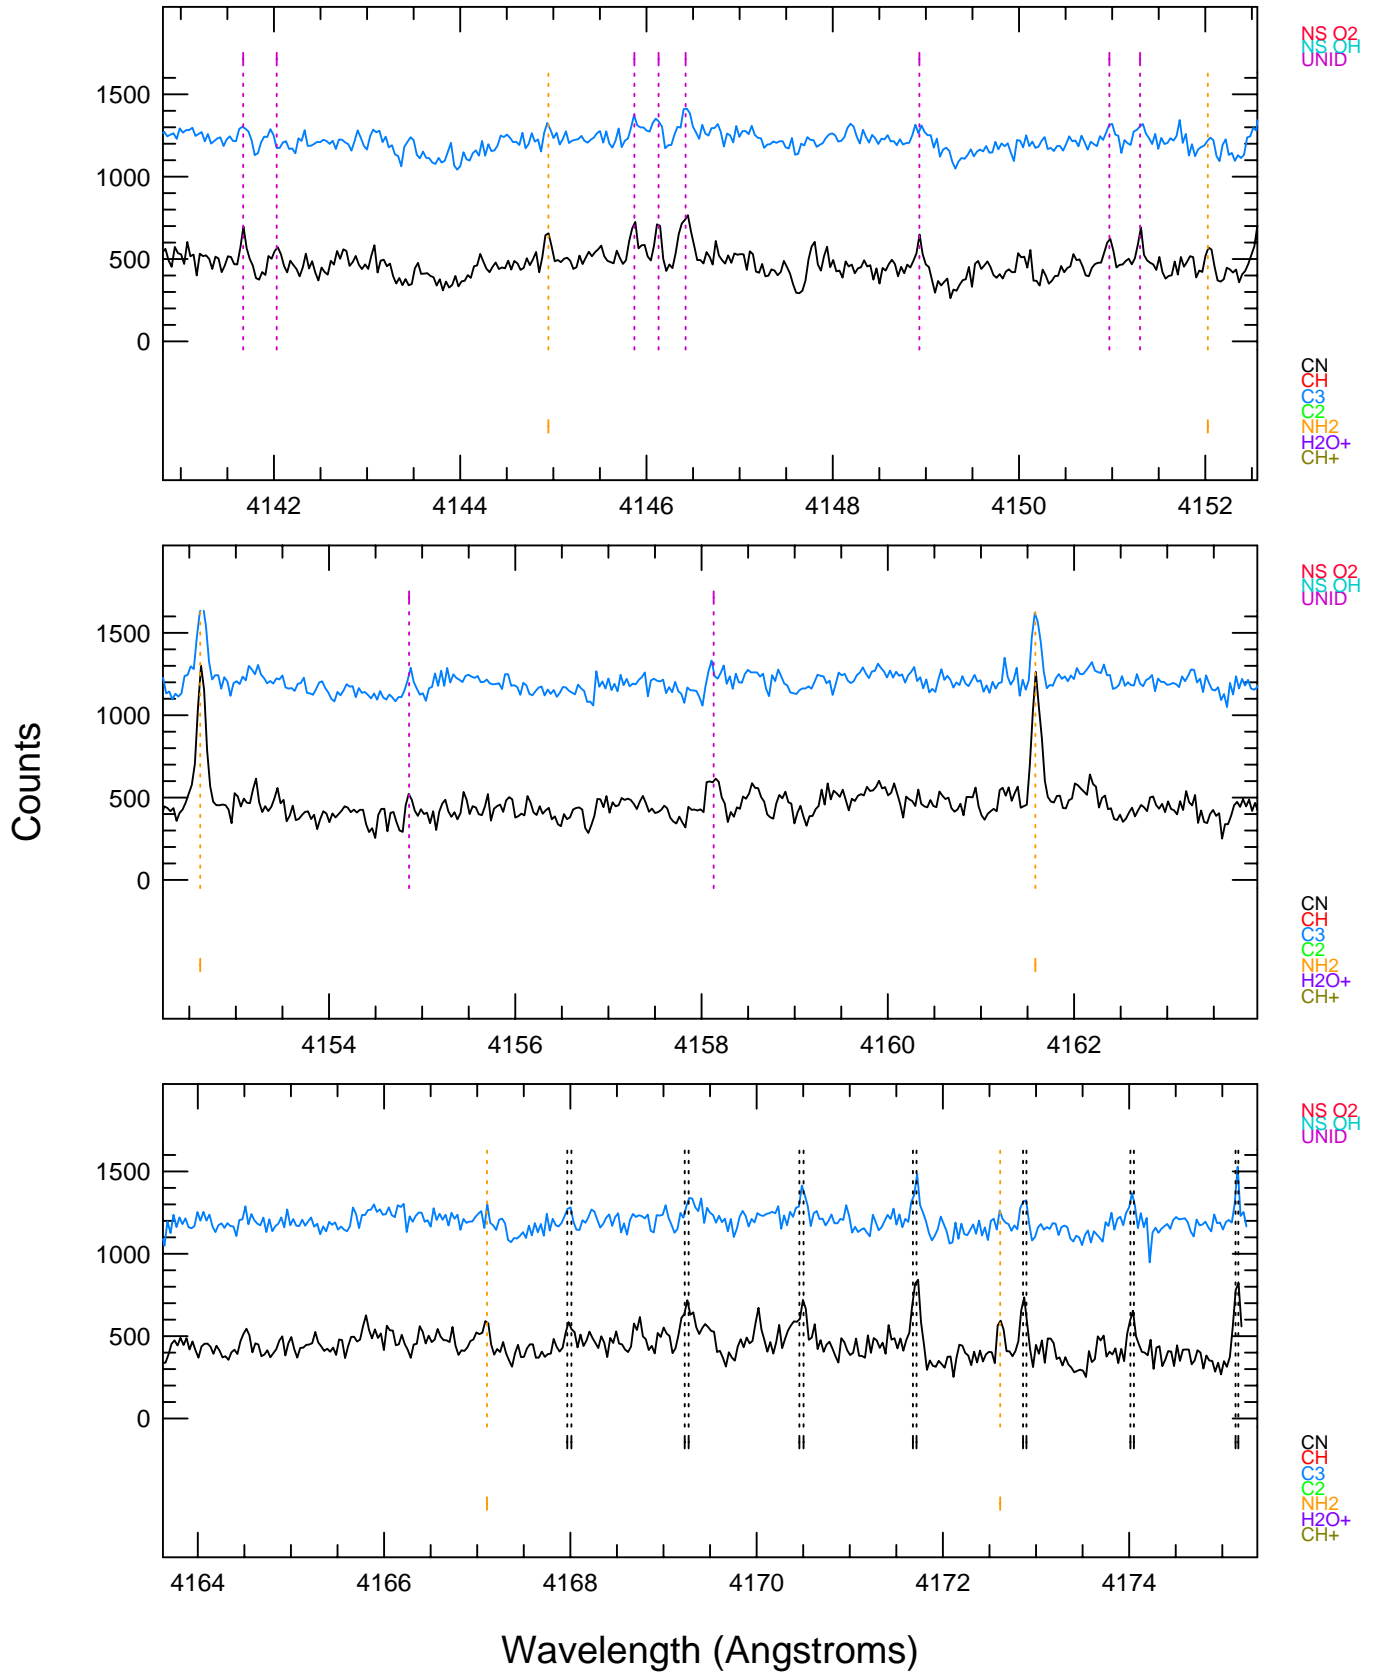 NS O2
NS OH
UNID
1500
1000
500
0
CN
CH
C3
C2
NH2
H2O+
CH+
4142 4144 4146 4148 4150 4152
NS O2
NS OH
UNID
1500
1000
500
0
CN
CH
C3
C2
NH2
H2O+
CH+
4154 4156 4158 4160 4162
Counts
NS O2
NS OH
UNID
1500
1000
500
0
CN
CH
C3
C2
NH2
H2O+
CH+
4164 4166 4168 4170 4172 4174
Wavelength (Angstroms)